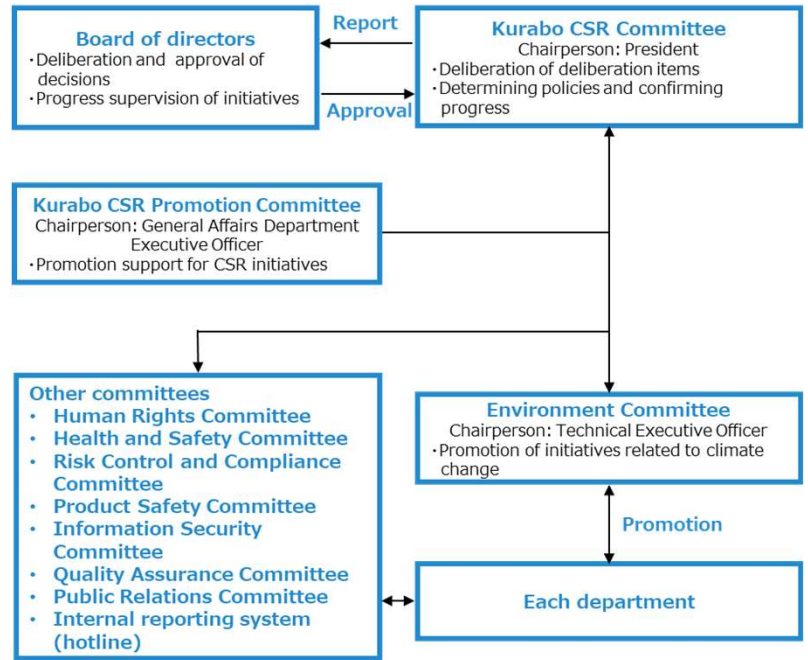 Board of directors
・Deliberation and approval of
decisions
・Progress supervision of initiatives
Report
Approval
Kurabo CSR Committee
Chairperson: President
・Deliberation of deliberation items
・Determining policies and confirming
progress
Kurabo CSR Promotion Committee
Chairperson: General Affairs Department
Executive Officer
・Promotion support for CSR initiatives
Other committees
• Human Rights Committee
• Health and Safety Committee
• Risk Control and Compliance
Committee
• Product Safety Committee
• Information Security
Committee
• Quality Assurance Committee
• Public Relations Committee
• Internal reporting system
(hotline)
Environment Committee
Chairperson: Technical Executive Officer
・Promotion of initiatives related to climate
change
Promotion
Each department